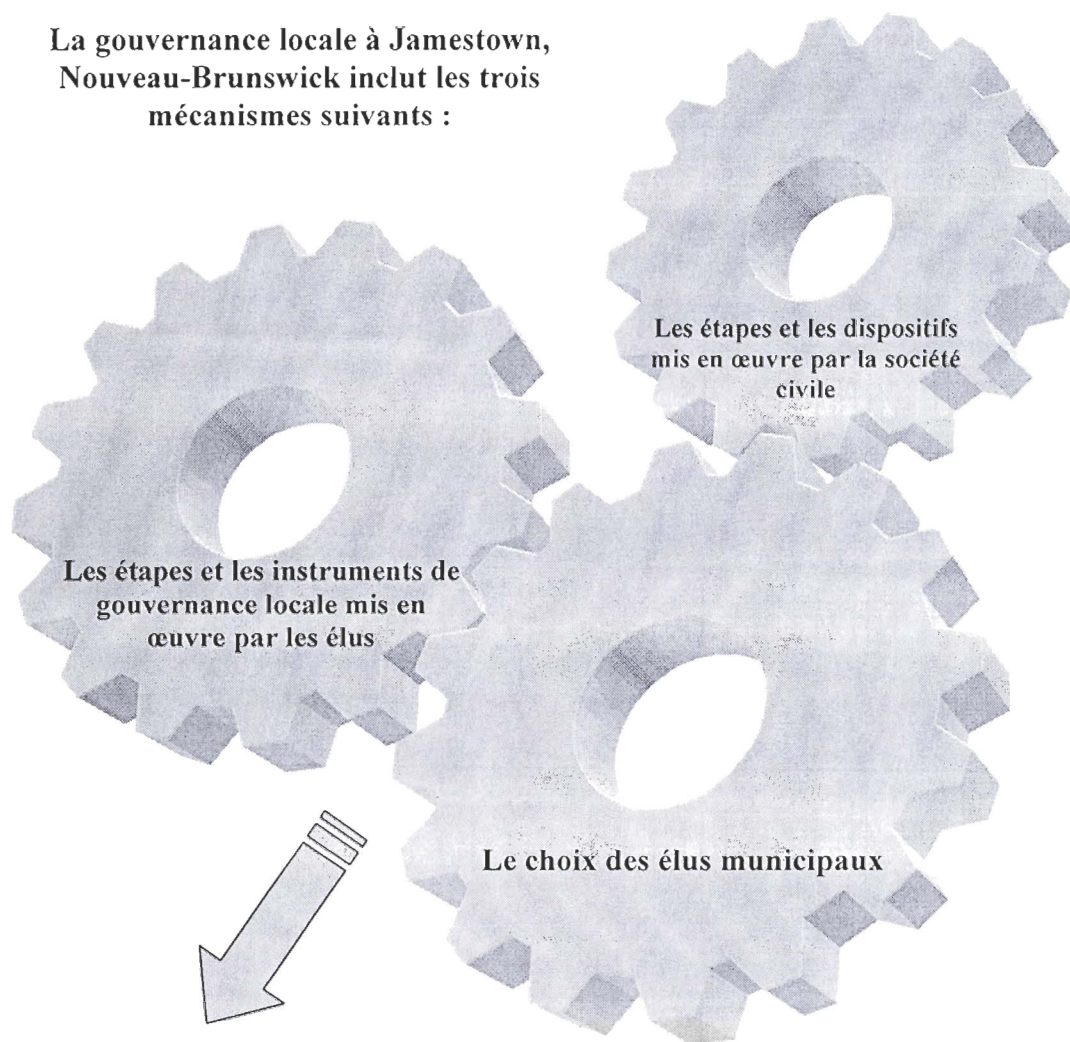 La gouvernance locale à Jamestown,
Nouveau-Brunswick inclut les trois
mécanismes suivants :
Les étapes et les dispositifs
mis en œuvre par la société
civile
Les étapes et les instruments de
gouvernance locale mis en
œuvre par les élus
Le choix des élus municipaux